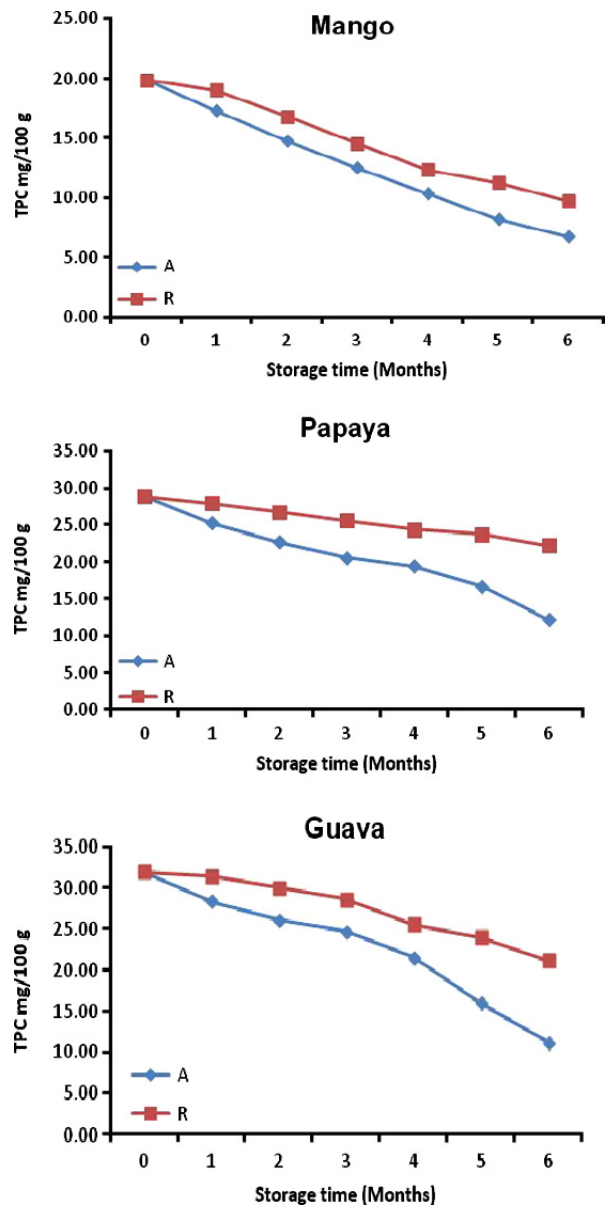 Mango
TPC mg/100 g
25.00
20.00
15.00
10.00
5.00
0.00
A
R
0 1 2 3 4 5 6
Storage time (Months)
Papaya
TPC mg/100 g
35.00
30.00
25.00
20.00
15.00
10.00
5.00
0.00
A
R
0 1 2 3 4 5 6
Storage time (Months)
Guava
TPC mg/100 g
35.00
30.00
25.00
20.00
15.00
10.00
5.00
0.00
A
R
0 1 2 3 4 5 6
Storage time (Months)